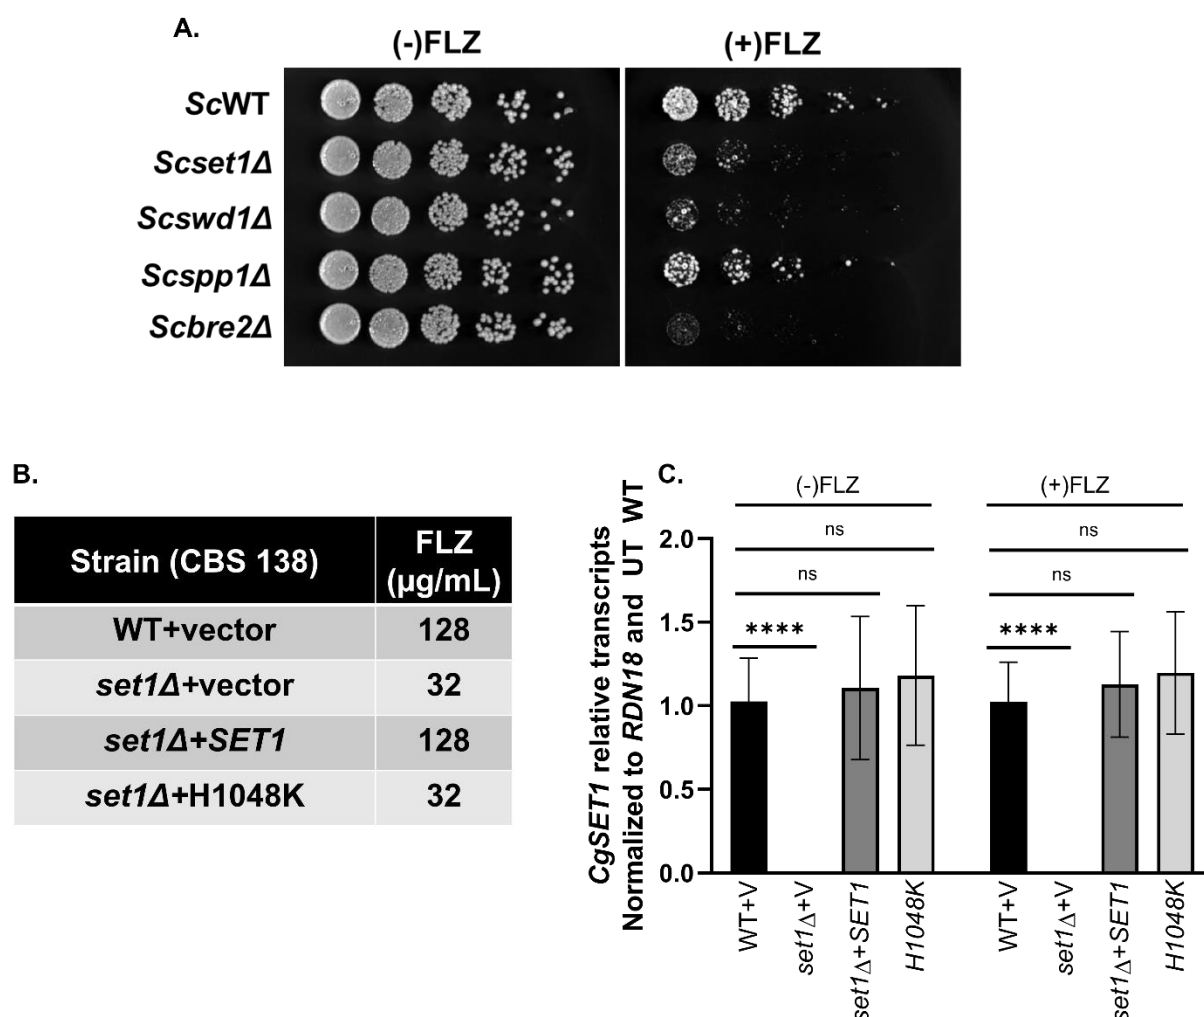 A.
(-)FLZ
(+)FLZ
ScWT
Scset1Δ
Scswd1Δ
Scspp1Δ
Scbre2Δ
B.
Strain (CBS 138)
FLZ
(µg/mL)
WT+vector
128
set1Δ+vector
32
set1Δ+SET1
128
set1Δ+H1048K
32
C.
CgSET1 relative transcripts
Normalized to RDN18 and UT WT
2.0
1.5
1.0
0.5
0.0
(-)FLZ
ns
ns
****
(+)FLZ
ns
ns
****
WT+V
set1Δ+V
set1Δ+SET1
H1048K
WT+V
set1Δ+V
set1Δ+SET1
H1048K